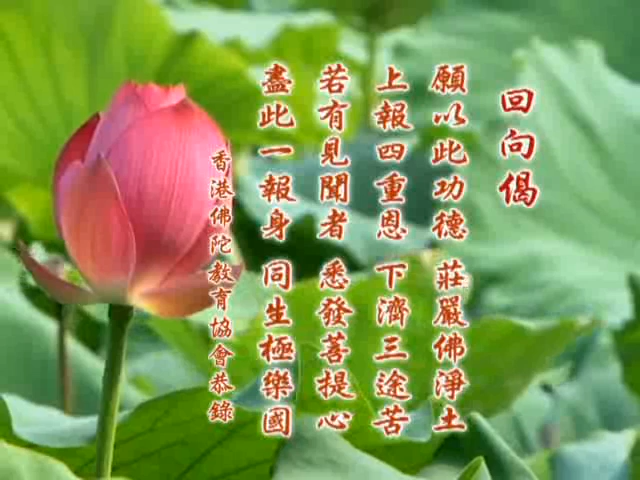 回向偈
願以此功德 莊嚴佛淨土
上報四重恩 下濟三途苦
若有見聞者 悉發菩提心
盡此一報身 同生極樂國
香港佛陀教育協會恭錄